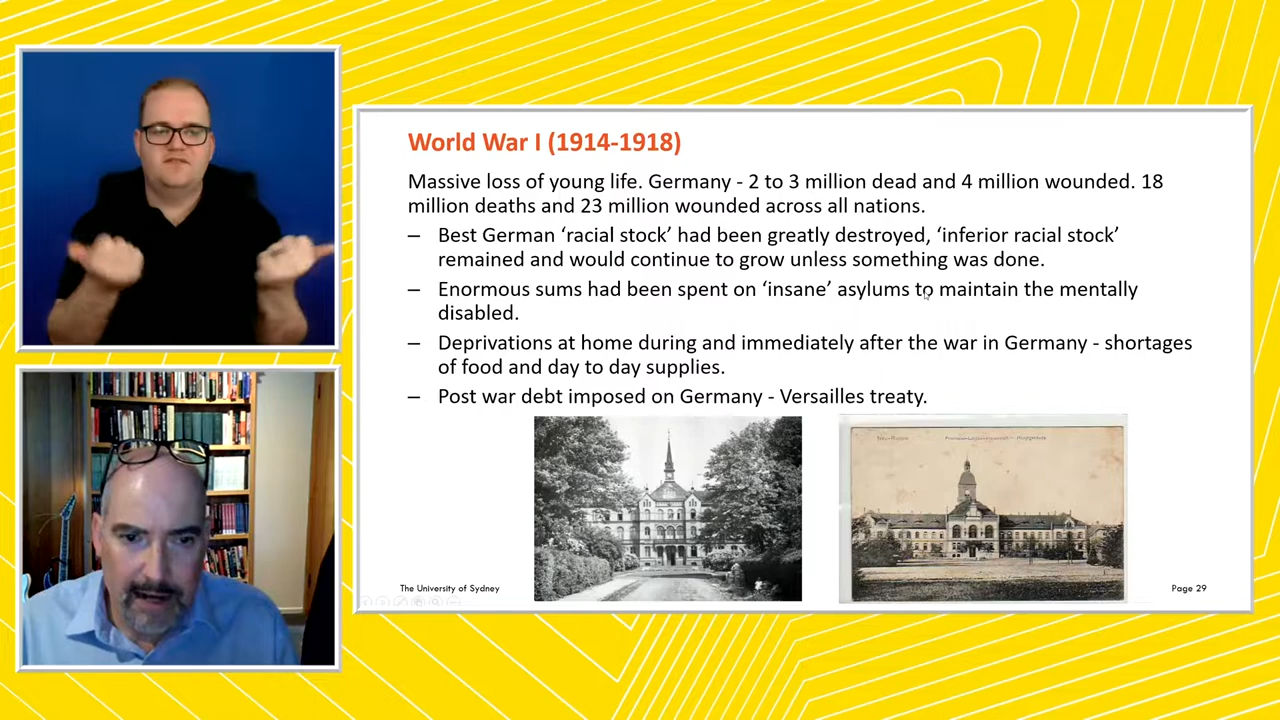 World War I (1914-1918)
Massive loss of young life. Germany - 2 to 3 million dead and 4 million wounded. 18
million deaths and 23 million wounded across all nations.
– Best German ‘racial stock’ had been greatly destroyed, ‘inferior racial stock’
remained and would continue to grow unless something was done.
– Enormous sums had been spent on ‘insane’ asylums to maintain the mentally
disabled.
– Deprivations at home during and immediately after the war in Germany - shortages
of food and day to day supplies.
– Post war debt imposed on Germany - Versailles treaty.
The University of Sydney
Page 29